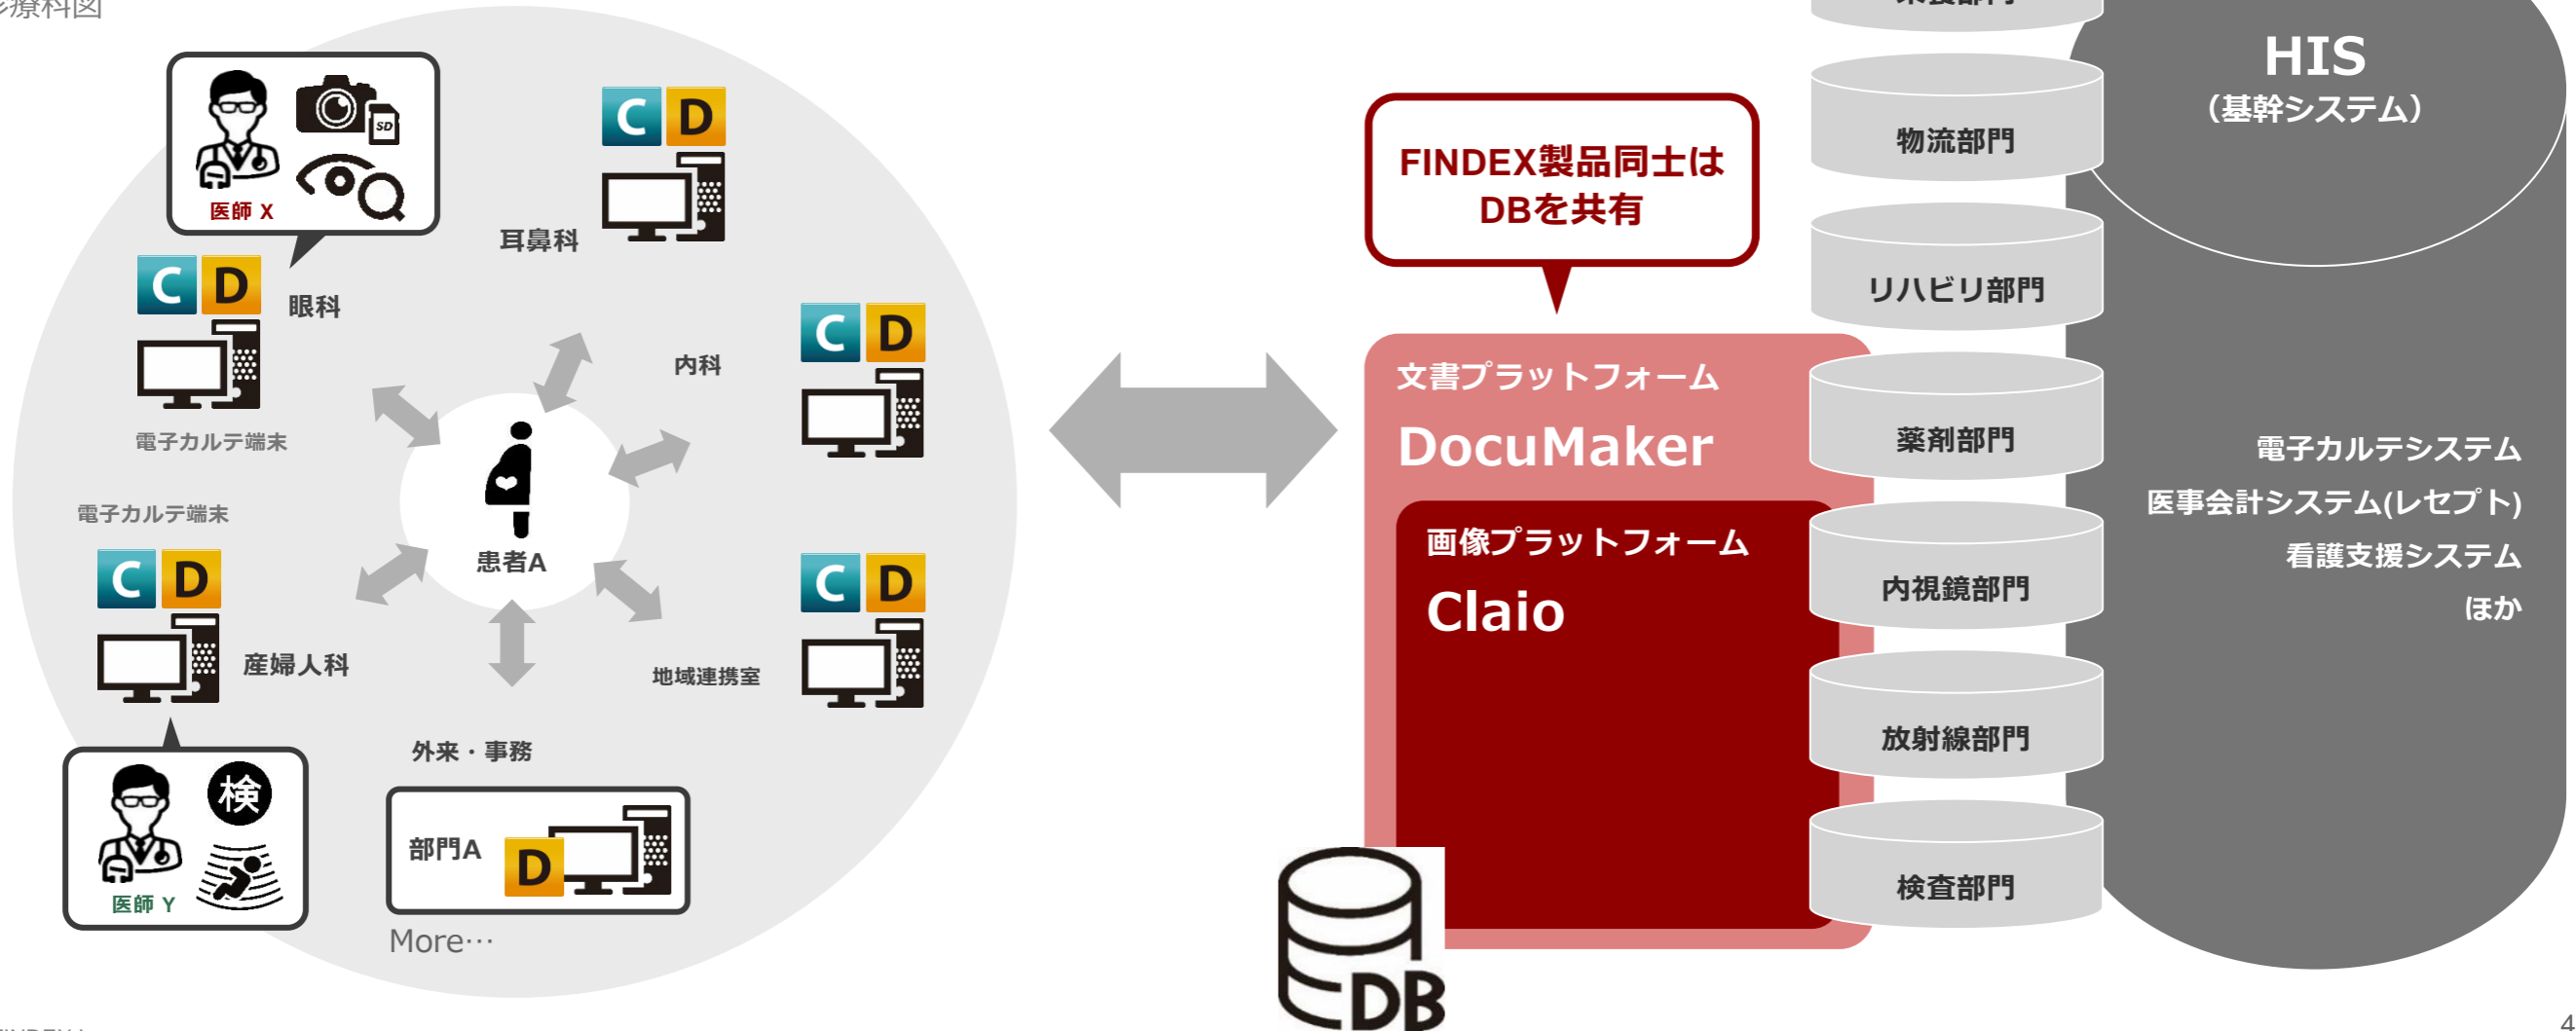 診療科図
医師 X
C D
眼科
電子カルテ端末
C D
耳鼻科
C D
内科
患者A
電子カルテ端末
C D
産婦人科
検
医師 Y
C D
地域連携室
外来・事務
部門A
D
More…
SD
FINDEX製品同士は
DBを共有
文書プラットフォーム
DocuMaker
画像プラットフォーム
Claio
DB
物流部門
リハビリ部門
薬剤部門
内視鏡部門
放射線部門
検査部門
HIS
（基幹システム）
電子カルテシステム
医事会計システム(レセプト)
看護支援システム
ほか
4